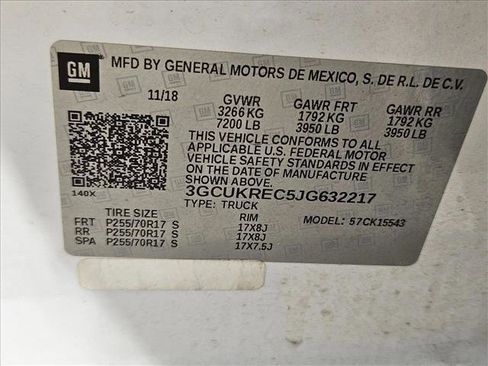 GM
MFD BY GENERAL MOTORS DE MEXICO, S. DE R.L. DE C.V.
11/18 GVWR GAWR FRT GAWR RR
3266 KG 1792 KG 1792 KG
7200 LB 3950 LB 3950 LB
THIS VEHICLE CONFORMS TO ALL
APPLICABLE U.S. FEDERAL MOTOR
VEHICLE SAFETY STANDARDS IN EFFECT
ON THE DATE OF MANUFACTURE
SHOWN ABOVE.
140X 3GCUKREC5JG632217
TYPE: TRUCK
TIRE SIZE RIM MODEL: 57CK15543
FRT P255/70R17 S 17X8J
RR P255/70R17 S 17X8J
SPA P255/70R17 S 17X7.5J